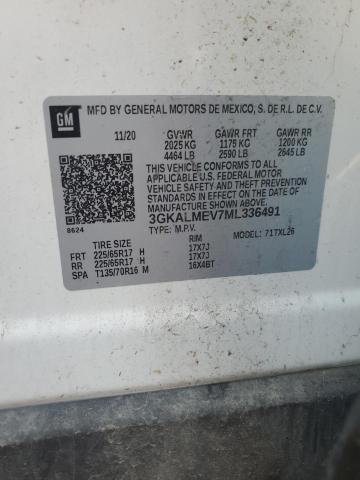 GM
MFD BY GENERAL MOTORS DE MEXICO, S. DE R.L. DE C.V.
11/20 GVWR GAWR FRT GAWR RR
2025 KG 1175 KG 1200 KG
4464 LB 2590 LB 2645 LB
THIS VEHICLE CONFORMS TO ALL APPLICABLE
U.S. FEDERAL MOTOR VEHICLE SAFETY
STANDARDS IN EFFECT ON THE DATE OF
MANUFACTURE SHOWN ABOVE.
8624
3GKALMEV7ML336491
TYPE: M.P.V. MODEL: 71TXL26
TIRE SIZE RIM
FRT 225/65R17 H 17X7J
RR 225/65R17 H 17X7J
SPA T135/70R16 M 16X4BT